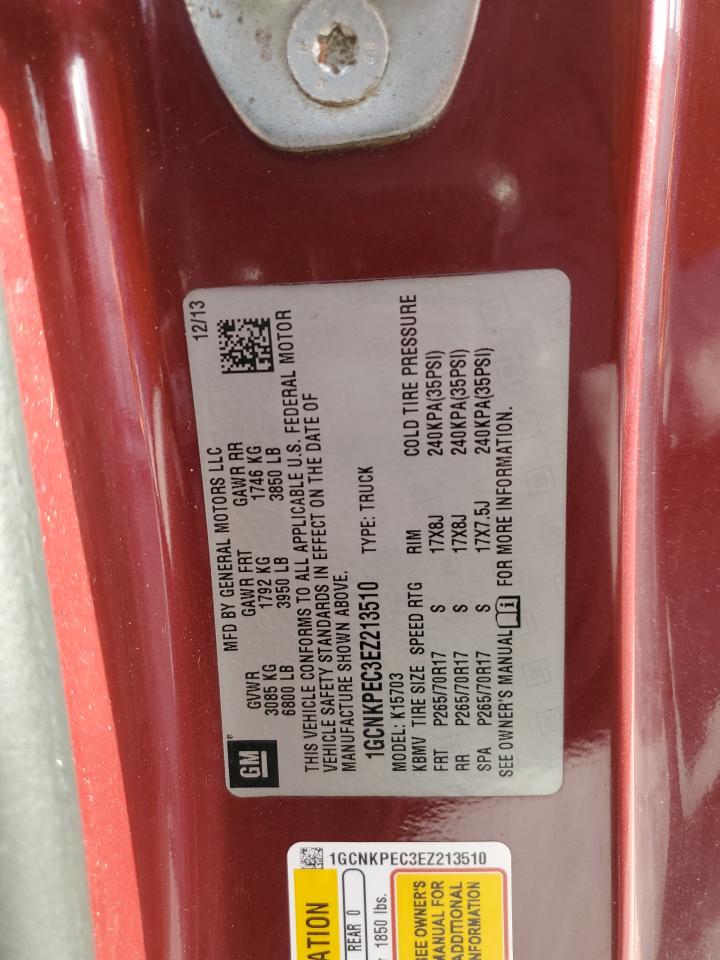 12/13
MFD BY GENERAL MOTORS LLC
GVWR GAWR FRT GAWR RR
3085 KG 1792 KG 1746 KG
6800 LB 3950 LB 3850 LB
THIS VEHICLE CONFORMS TO ALL APPLICABLE U.S. FEDERAL MOTOR
VEHICLE SAFETY STANDARDS IN EFFECT ON THE DATE OF
MANUFACTURE SHOWN ABOVE.
GM®
1GCNKPEC3EZ213510 TYPE: TRUCK
MODEL: K15703
KBMV TIRE SIZE SPEED RTG RIM COLD TIRE PRESSURE
FRT P265/70R17 S 17X8J 240KPA(35PSI)
RR P265/70R17 S 17X8J 240KPA(35PSI)
SPA P265/70R17 S 17X7.5J 240KPA(35PSI)
SEE OWNER'S MANUAL i FOR MORE INFORMATION.
1GCNKPEC3EZ213510
REAR 0
1850 lbs.
SEE OWNER'S
MANUAL FOR
ADDITIONAL
INFORMATION